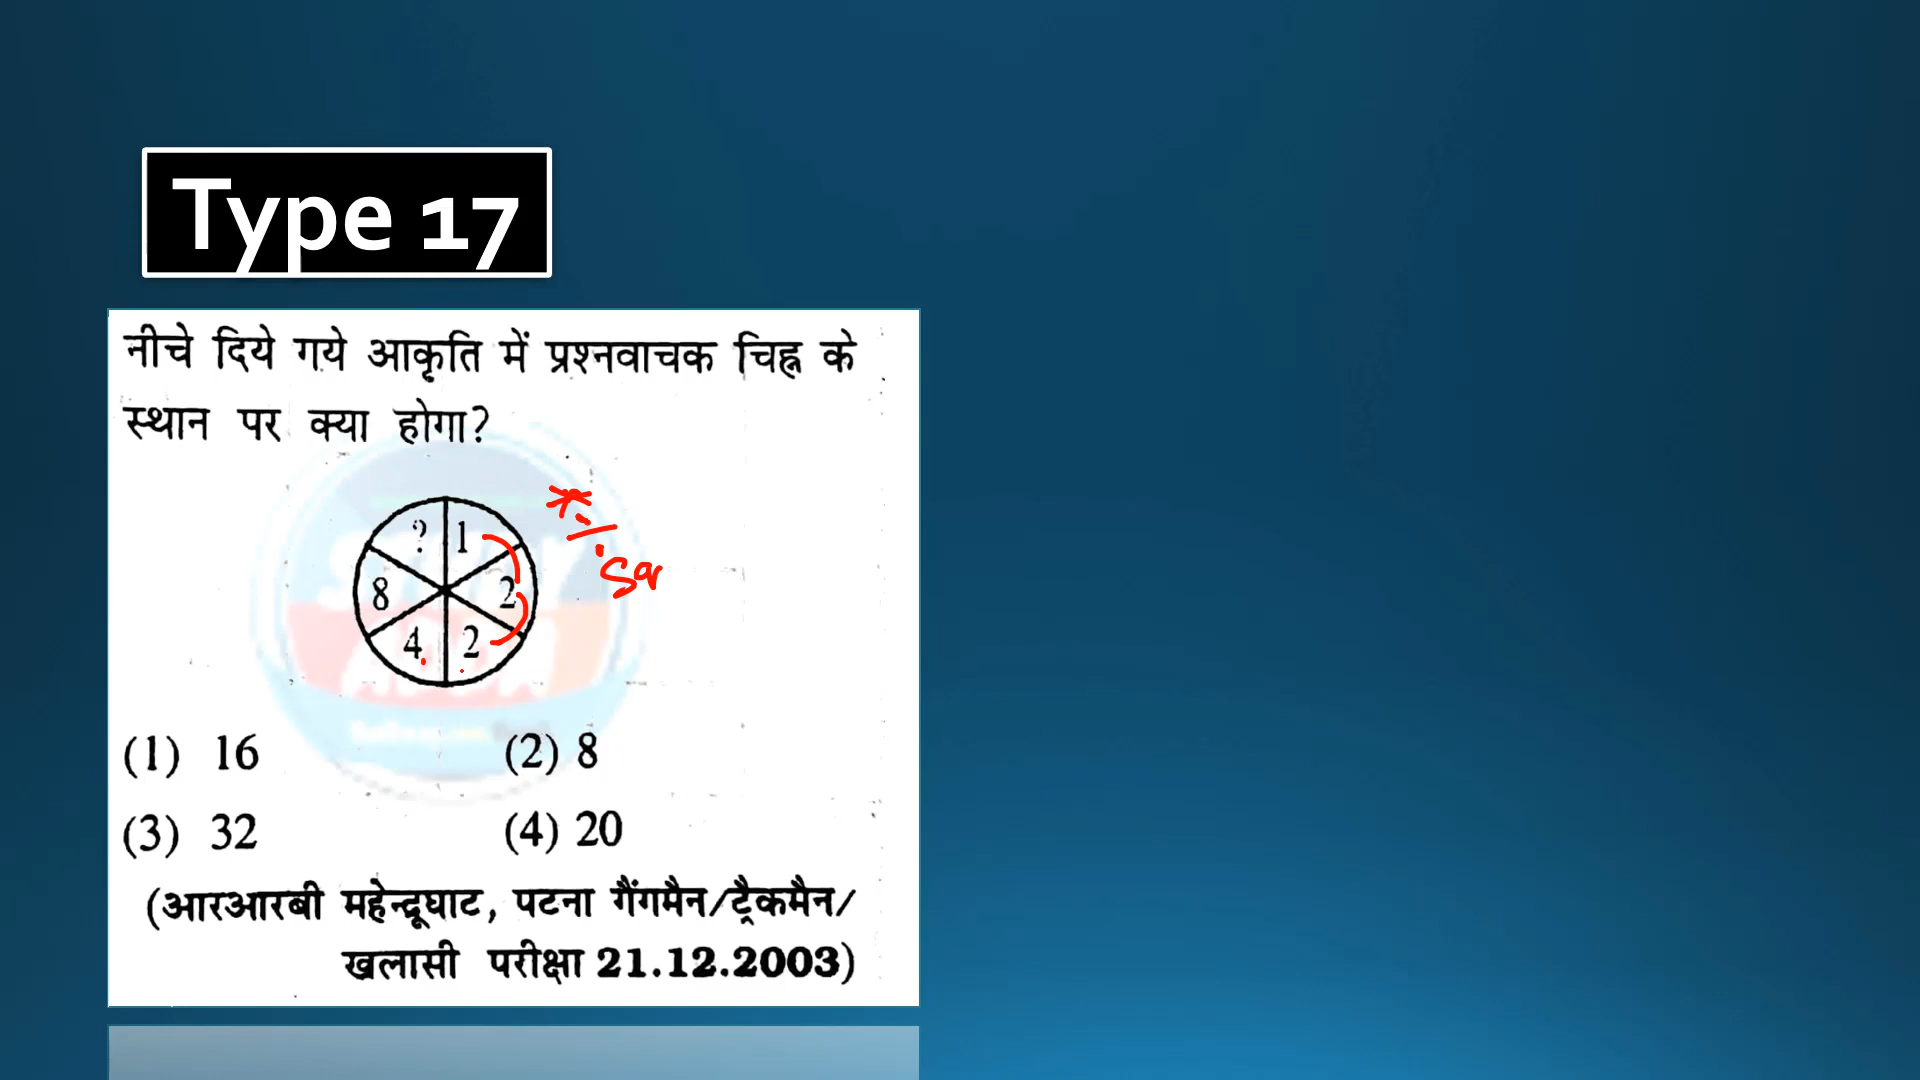 Type 17
नीचे दिये गये आकृति में प्रश्नवाचक चिह्न के
स्थान पर क्या होगा?
? 1
8 2
4 2
(1) 16 (2) 8
(3) 32 (4) 20
(आरआरबी महेन्द्रूघाट, पटना गैंगमैन/ट्रैकमैन/
खलासी परीक्षा 21.12.2003)